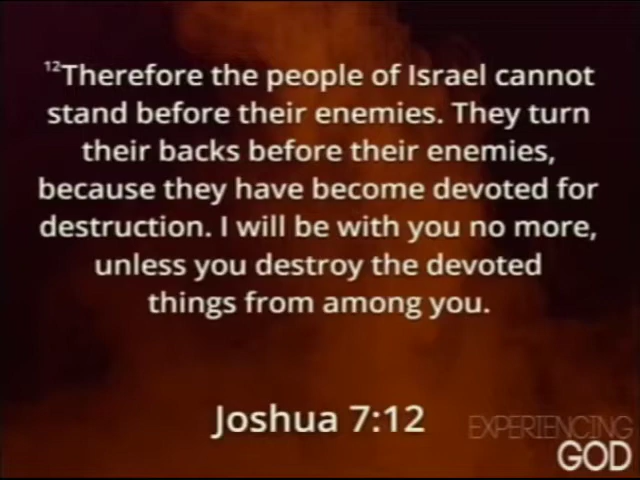 ¹²Therefore the people of Israel cannot
stand before their enemies. They turn
their backs before their enemies,
because they have become devoted for
destruction. I will be with you no more,
unless you destroy the devoted
things from among you.
Joshua 7:12
EXPERIENCING
GOD